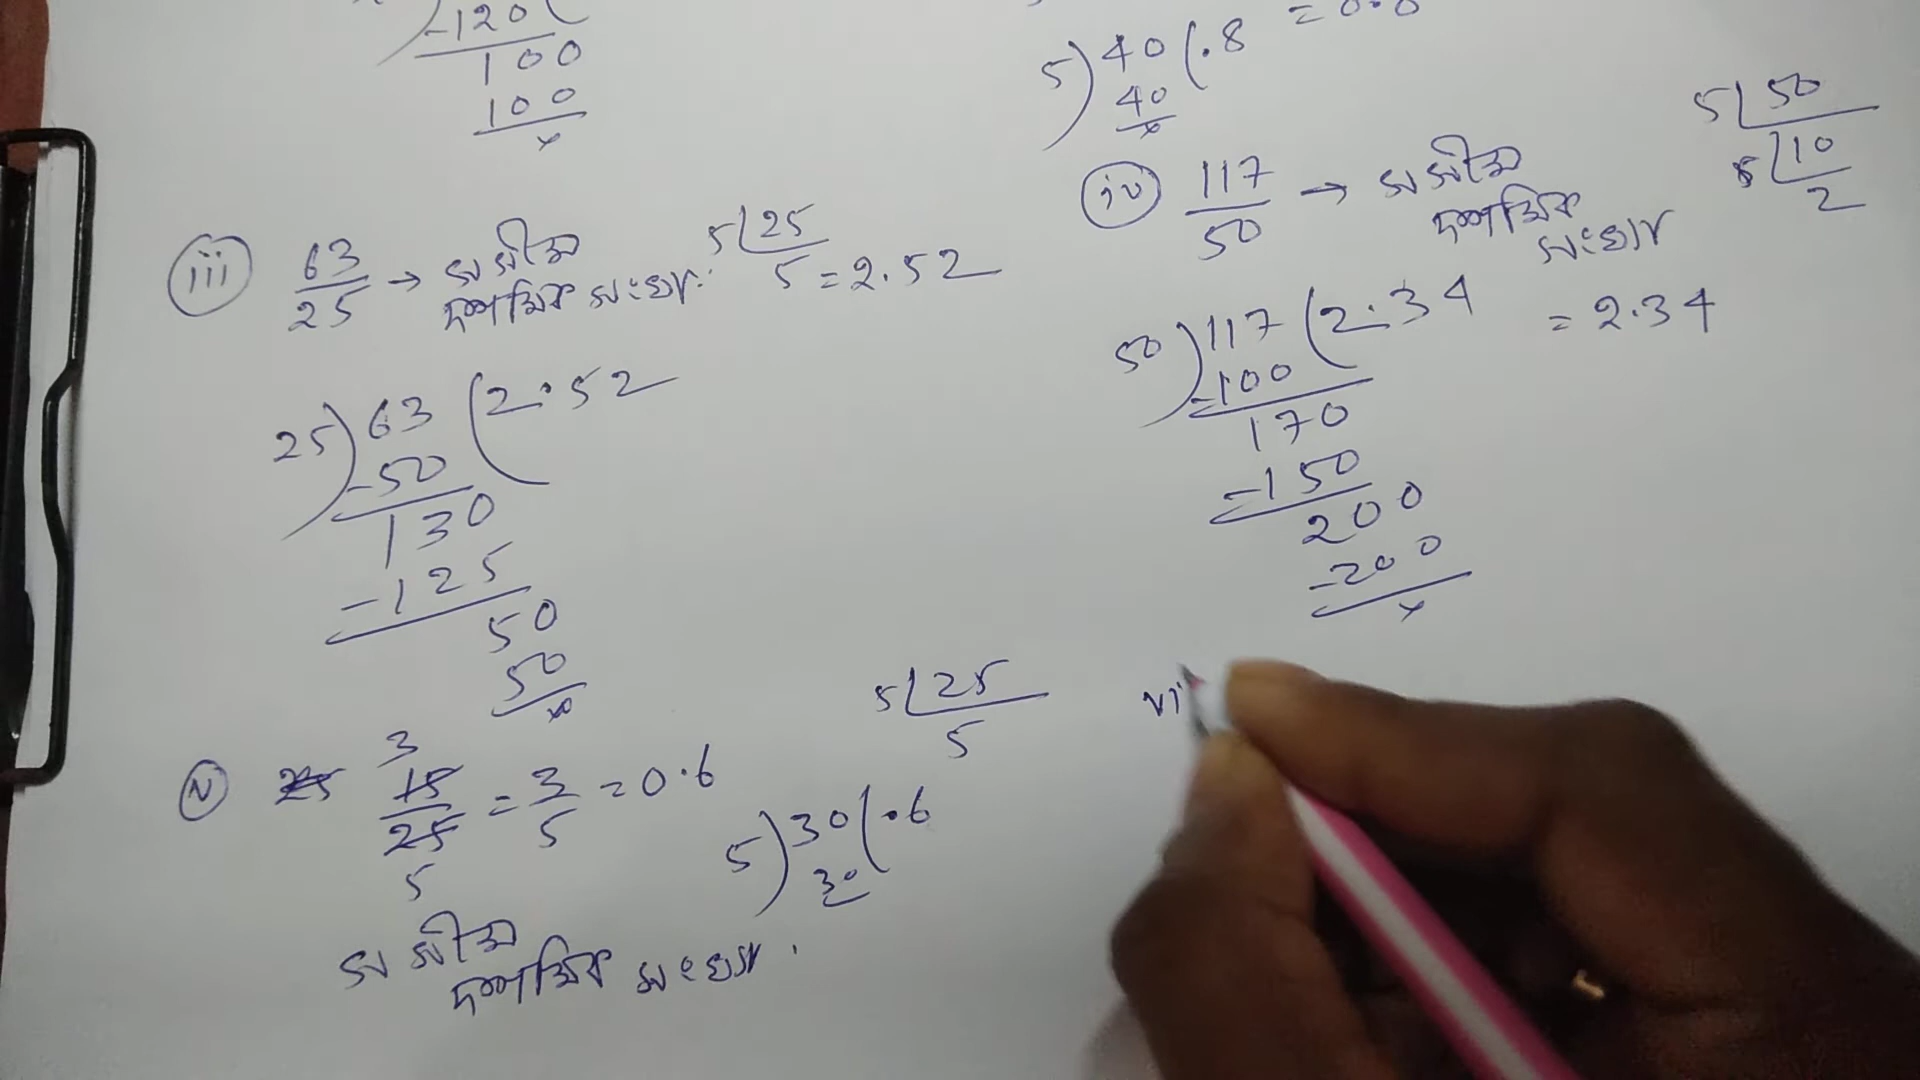 -120
100
100
x
= 0.8
5) 40 (.8
40
x
iii 63/25 → সসীম দশমিক সংখ্যা.
5|25
5
= 2.52
25) 63 (2.52
-50
130
-125
50
50
x
iv 117/50 → সসীম দশমিক সংখ্যা
5|50
5|10
2
50) 117 (2.34
= 2.34
-100
170
-150
200
-200
x
v 15/25 = 3/5 = 0.6
3
5
5|25
5
5) 30 (.6
30
সসীম
দশমিক সংখ্যা.
vi